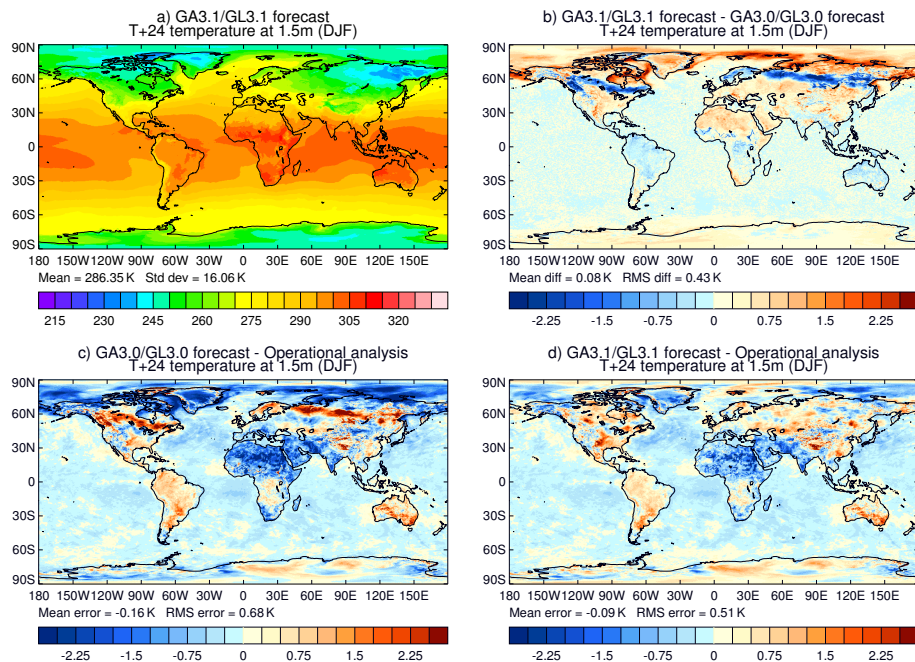 a) GA3.1/GL3.1 forecast
T+24 temperature at 1.5m (DJF)
90N
60N
30N
0
30S
60S
90S
180 150W 120W 90W 60W 30W 0 30E 60E 90E 120E 150E
Mean = 286.35 K Std dev = 16.06 K
215 230 245 260 275 290 305 320
b) GA3.1/GL3.1 forecast - GA3.0/GL3.0 forecast
T+24 temperature at 1.5m (DJF)
90N
60N
30N
0
30S
60S
90S
180 150W 120W 90W 60W 30W 0 30E 60E 90E 120E 150E
Mean diff = 0.08 K RMS diff = 0.43 K
-2.25 -1.5 -0.75 0 0.75 1.5 2.25
c) GA3.0/GL3.0 forecast - Operational analysis
T+24 temperature at 1.5m (DJF)
90N
60N
30N
0
30S
60S
90S
180 150W 120W 90W 60W 30W 0 30E 60E 90E 120E 150E
Mean error = -0.16 K RMS error = 0.68 K
-2.25 -1.5 -0.75 0 0.75 1.5 2.25
d) GA3.1/GL3.1 forecast - Operational analysis
T+24 temperature at 1.5m (DJF)
90N
60N
30N
0
30S
60S
90S
180 150W 120W 90W 60W 30W 0 30E 60E 90E 120E 150E
Mean error = -0.09 K RMS error = 0.51 K
-2.25 -1.5 -0.75 0 0.75 1.5 2.25